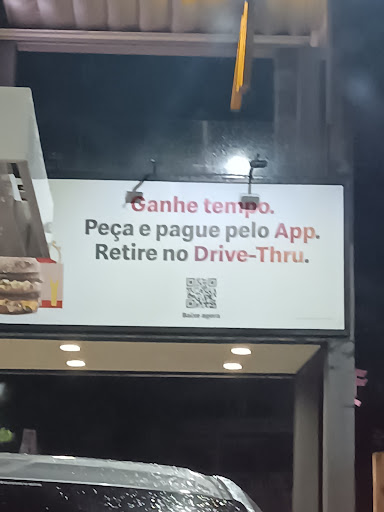 Ganhe tempo.
Peça e pague pelo App.
Retire no Drive-Thru.
Baixe agora